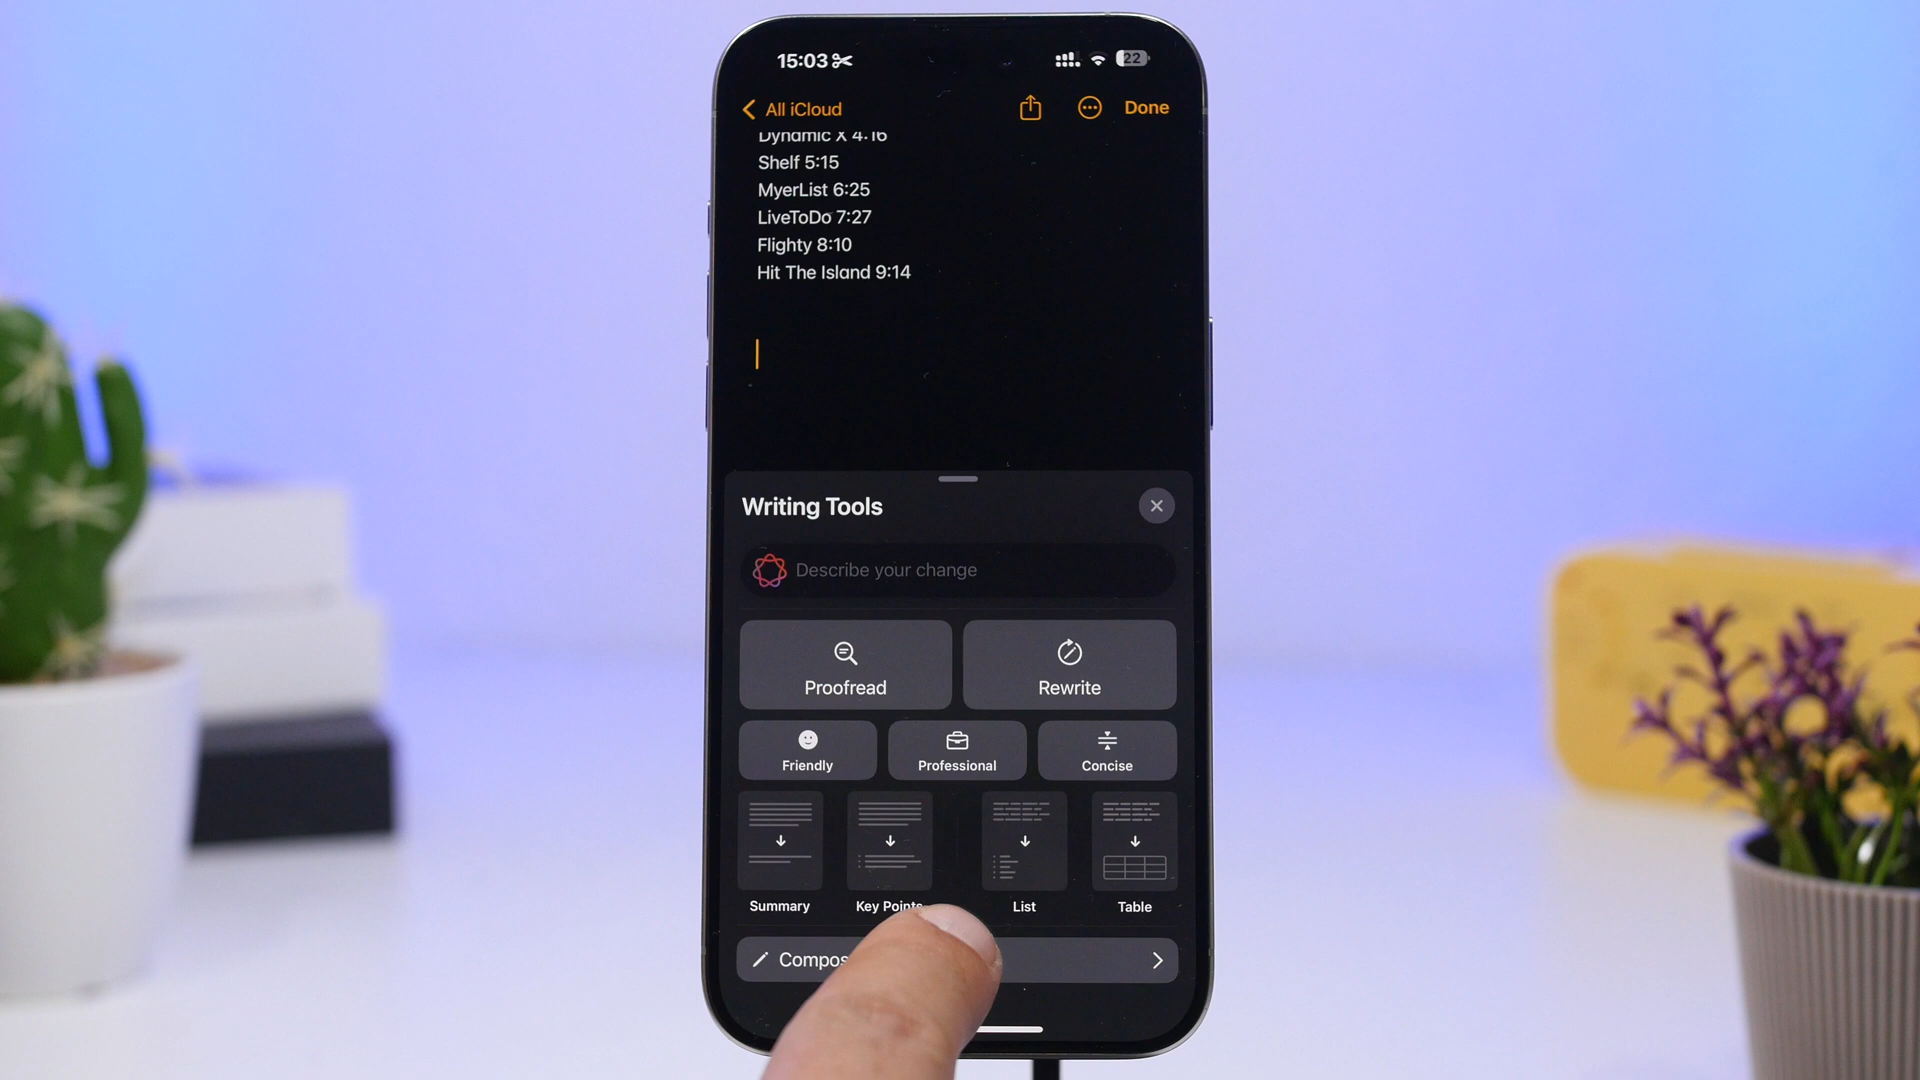 15:03
22
All iCloud
Done
Dynamic X 4:16
Shelf 5:15
MyerList 6:25
LiveToDo 7:27
Flighty 8:10
Hit The Island 9:14
Writing Tools
Describe your change
Proofread
Rewrite
Friendly
Professional
Concise
Summary
Key Points
List
Table
Compos